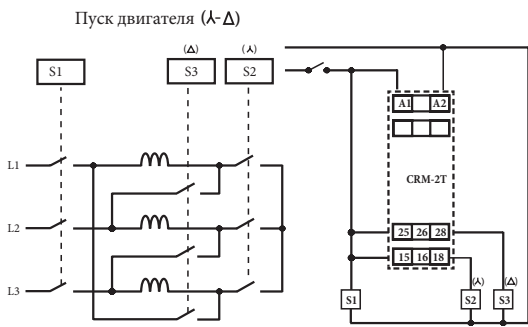 Пуск двигателя (⅄-Δ)
(Δ) (⅄)
S1 S3 S2
A1 A2
L1
CRM-2T
L2
25 26 28
15 16 18
(⅄) (Δ)
L3
S1 S2 S3